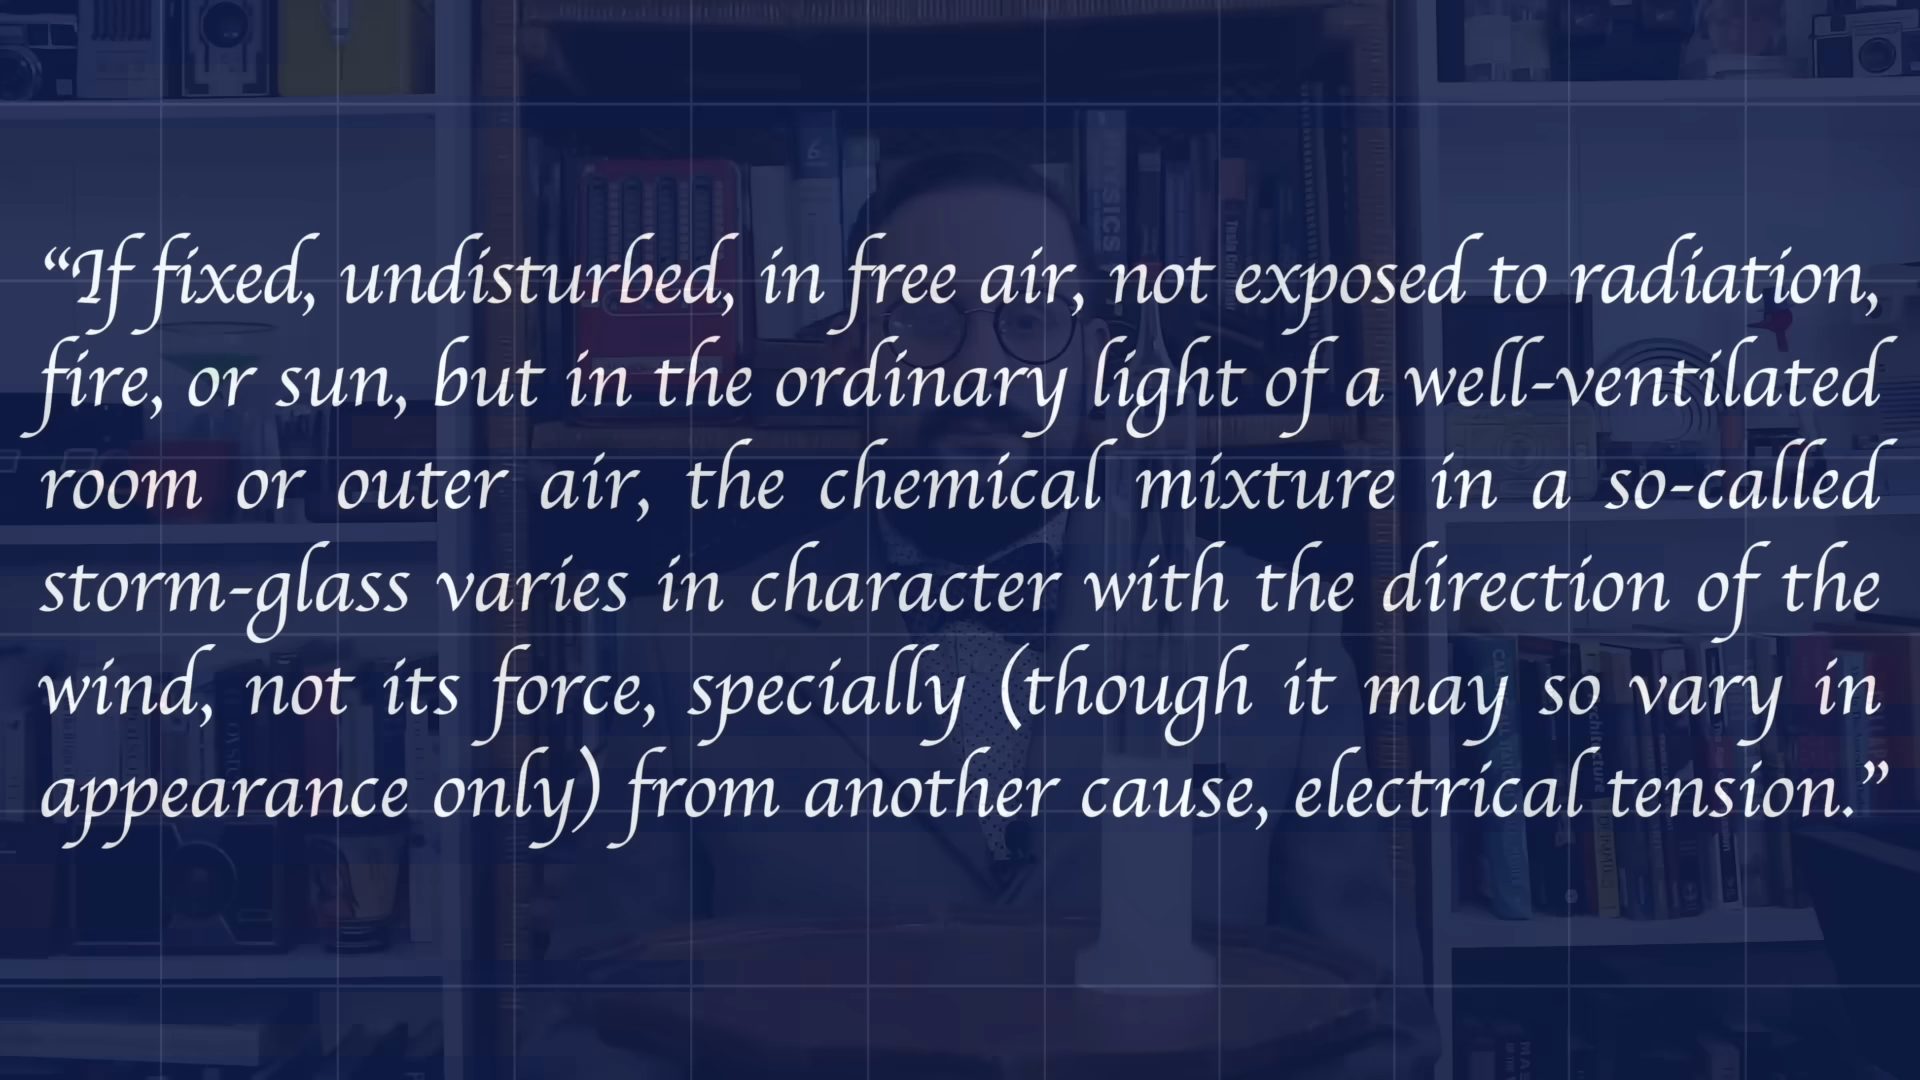 “If fixed, undisturbed, in free air, not exposed to radiation,
fire, or sun, but in the ordinary light of a well-ventilated
room or outer air, the chemical mixture in a so-called
storm-glass varies in character with the direction of the
wind, not its force, specially (though it may so vary in
appearance only) from another cause, electrical tension.”